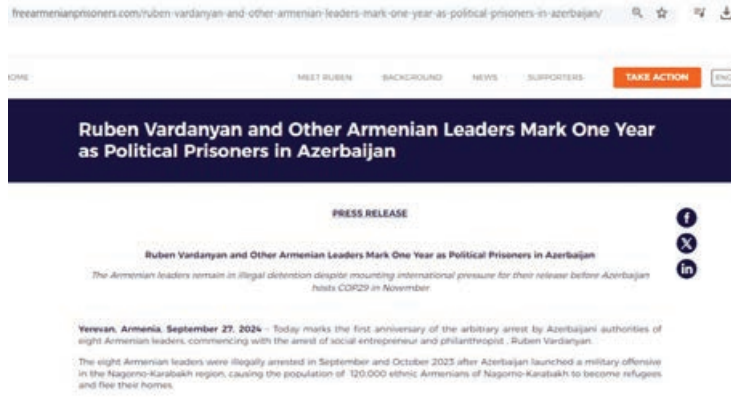 freearmenianprisoners.com/ruben-vardanyan-and-other-armenian-leaders-mark-one-year-as-political-prisoners-in-azerbaijan/
HOME MEET RUBEN BACKGROUND NEWS SUPPORTERS TAKE ACTION ENG
Ruben Vardanyan and Other Armenian Leaders Mark One Year
as Political Prisoners in Azerbaijan
PRESS RELEASE
Ruben Vardanyan and Other Armenian Leaders Mark One Year as Political Prisoners in Azerbaijan
The Armenian leaders remain in illegal detention despite mounting international pressure for their release before Azerbaijan
hosts COP29 in November
Yerevan, Armenia, September 27, 2024 – Today marks the first anniversary of the arbitrary arrest by Azerbaijani authorities of
eight Armenian leaders, commencing with the arrest of social entrepreneur and philanthropist , Ruben Vardanyan.
The eight Armenian leaders were illegally arrested in September and October 2023 after Azerbaijan launched a military offensive
in the Nagorno-Karabakh region, causing the population of 120,000 ethnic Armenians of Nagorno-Karabakh to become refugees
and flee their homes.
f
X
in